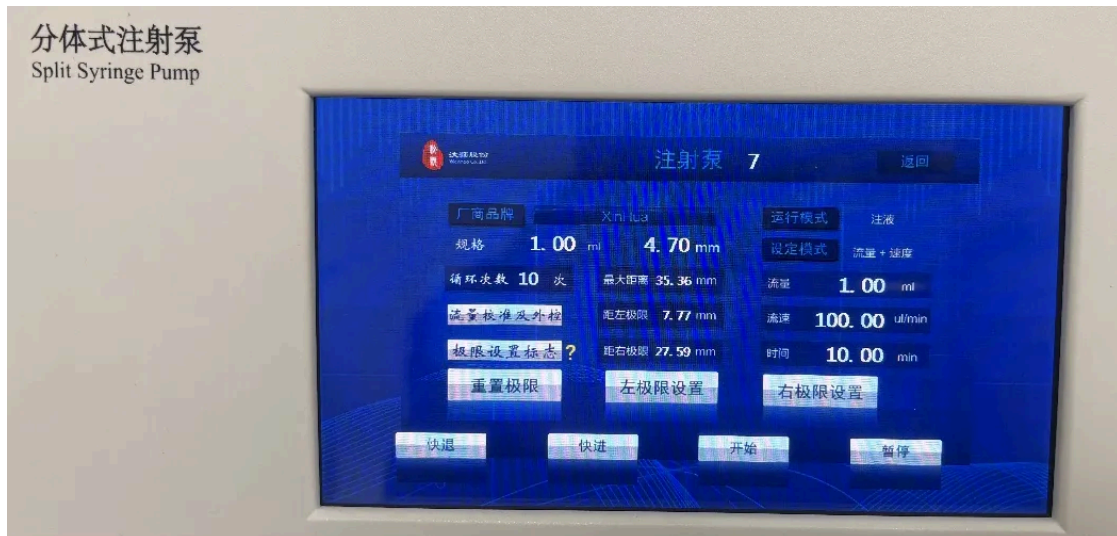 分体式注射泵
Split Syringe Pump
注射泵 7 返回
厂商品牌 XinHua 运行模式 注液
规格 1.00 ml 4.70 mm 设定模式 流量+速度
循环次数 10 次 最大距离 35.36 mm 流量 1.00 ml
流量校准及外控 距左极限 7.77 mm 流速 100.00 ul/min
极限设置标志 ? 距右极限 27.59 mm 时间 10.00 min
重置极限 左极限设置 右极限设置
快退 快进 开始 暂停